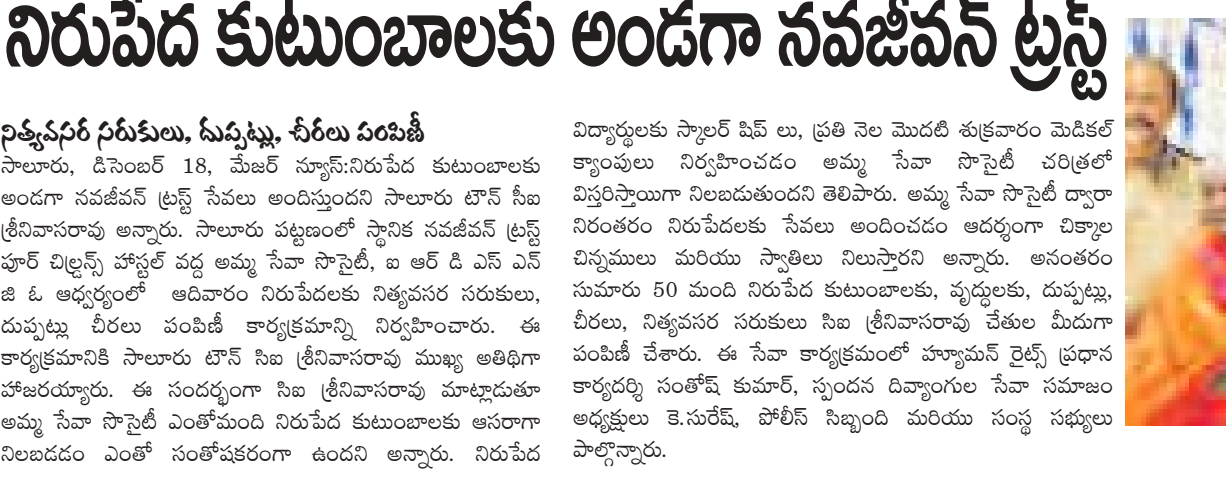 నిరుపేద కుటుంబాలకు అండగా నవజీవన్ ట్రస్ట్
నిత్యవసర సరుకులు, దుప్పట్లు, చీరలు పంపిణీ
సాలూరు, డిసెంబర్ 18, మేజర్ న్యూస్:నిరుపేద కుటుంబాలకు
అండగా నవజీవన్ ట్రస్ట్ సేవలు అందిస్తుందని సాలూరు టౌన్ సీఐ
శ్రీనివాసరావు అన్నారు. సాలూరు పట్టణంలో స్థానిక నవజీవన్ ట్రస్ట్
పూర్ చిల్డ్రన్స్ హాస్టల్ వద్ద అమ్మ సేవా సొసైటీ, ఐ ఆర్ డి ఎస్ ఎన్
జి ఓ ఆధ్వర్యంలో ఆదివారం నిరుపేదలకు నిత్యవసర సరుకులు,
దుప్పట్లు చీరలు పంపిణీ కార్యక్రమాన్ని నిర్వహించారు. ఈ
కార్యక్రమానికి సాలూరు టౌన్ సిఐ శ్రీనివాసరావు ముఖ్య అతిథిగా
హాజరయ్యారు. ఈ సందర్భంగా సిఐ శ్రీనివాసరావు మాట్లాడుతూ
అమ్మ సేవా సొసైటీ ఎంతోమంది నిరుపేద కుటుంబాలకు ఆసరాగా
నిలబడడం ఎంతో సంతోషకరంగా ఉందని అన్నారు. నిరుపేద
విద్యార్థులకు స్కాలర్ షిప్ లు, ప్రతి నెల మొదటి శుక్రవారం మెడికల్
క్యాంపులు నిర్వహించడం అమ్మ సేవా సొసైటీ చరిత్రలో
విస్తరిస్తాయిగా నిలబడుతుందని తెలిపారు. అమ్మ సేవా సొసైటీ ద్వారా
నిరంతరం నిరుపేదలకు సేవలు అందించడం ఆదర్శంగా చిక్కాల
చిన్నములు మరియు స్వాతిలు నిలుస్తారని అన్నారు. అనంతరం
సుమారు 50 మంది నిరుపేద కుటుంబాలకు, వృద్ధులకు, దుప్పట్లు,
చీరలు, నిత్యవసర సరుకులు సిఐ శ్రీనివాసరావు చేతుల మీదుగా
పంపిణీ చేశారు. ఈ సేవా కార్యక్రమంలో హ్యూమన్ రైట్స్ ప్రధాన
కార్యదర్శి సంతోష్ కుమార్, స్పందన దివ్యాంగుల సేవా సమాజం
అధ్యక్షులు కె.సురేష్, పోలీస్ సిబ్బంది మరియు సంస్థ సభ్యులు
పాల్గొన్నారు.